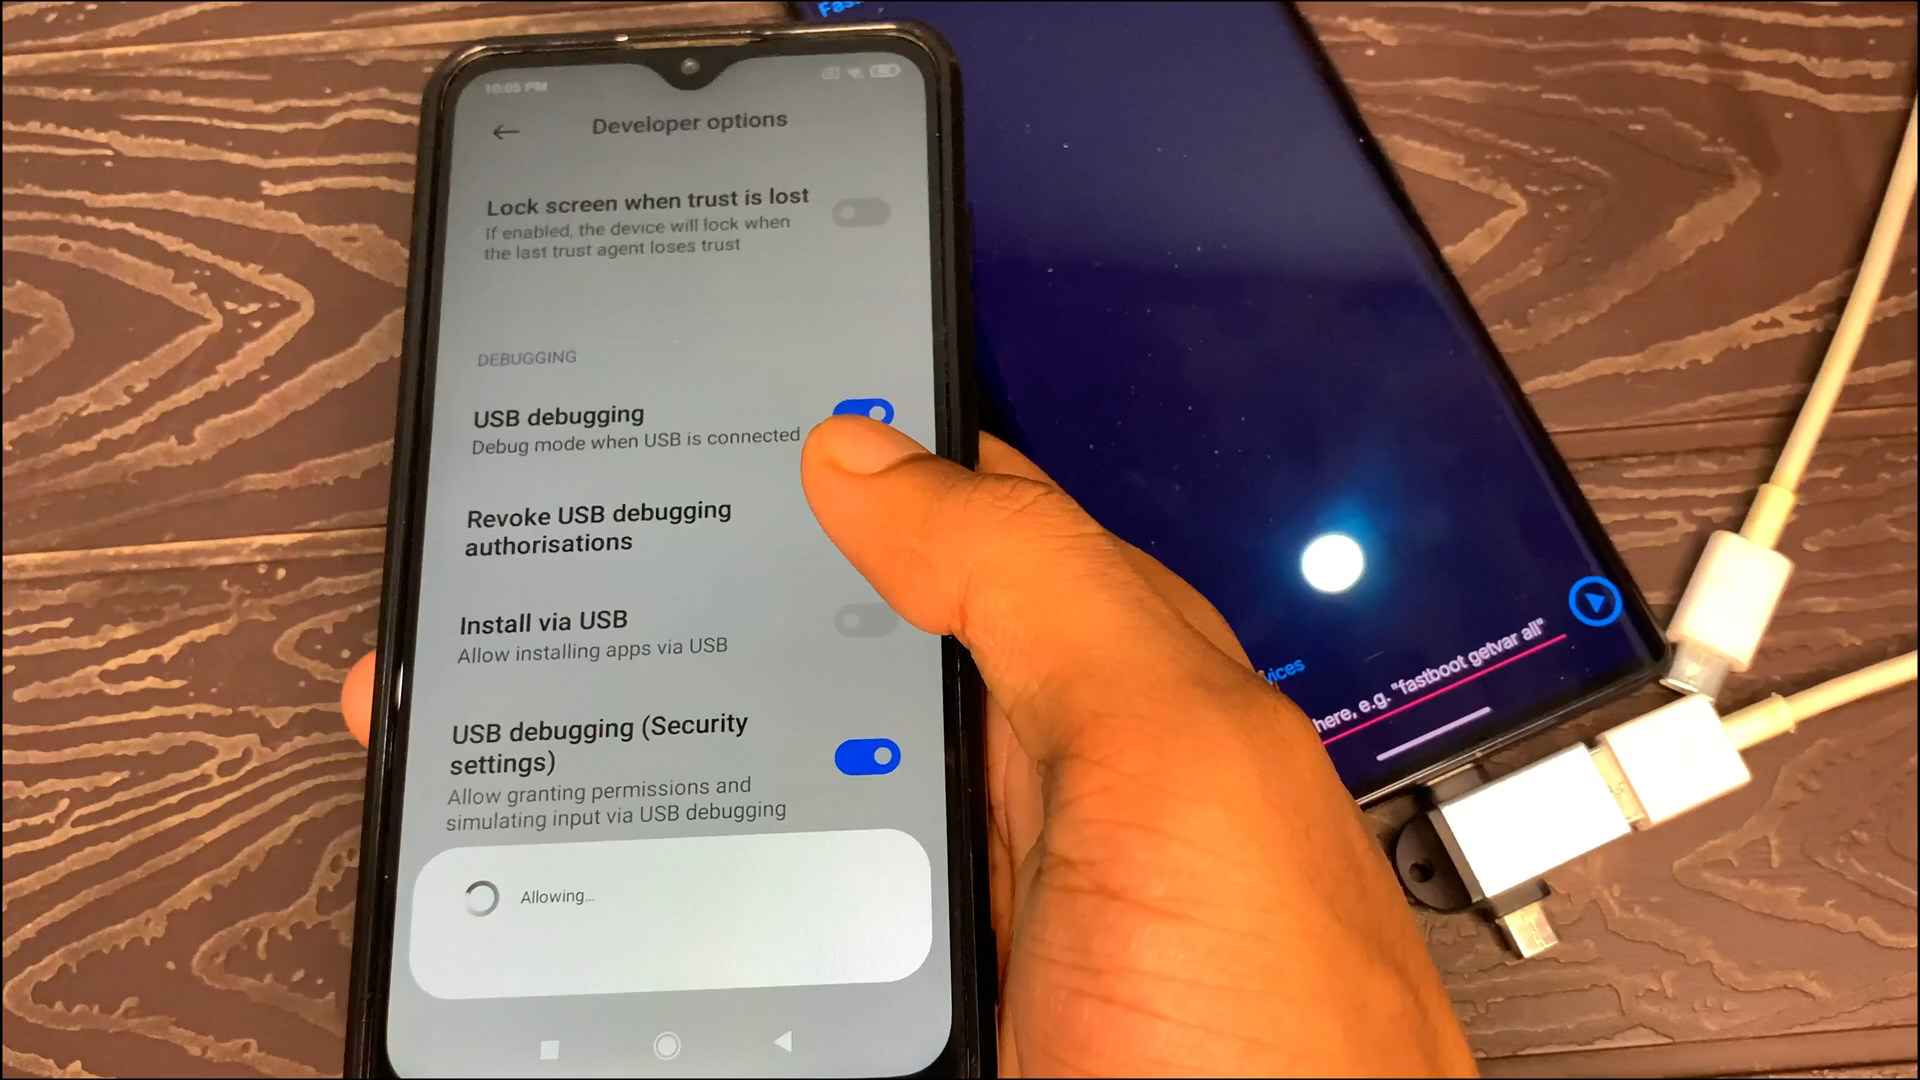 10:05 PM
Developer options
Lock screen when trust is lost
If enabled, the device will lock when
the last trust agent loses trust
DEBUGGING
USB debugging
Debug mode when USB is connected
Revoke USB debugging
authorisations
Install via USB
Allow installing apps via USB
USB debugging (Security
settings)
Allow granting permissions and
simulating input via USB debugging
Allowing...
here, e.g. "fastboot getvar all"